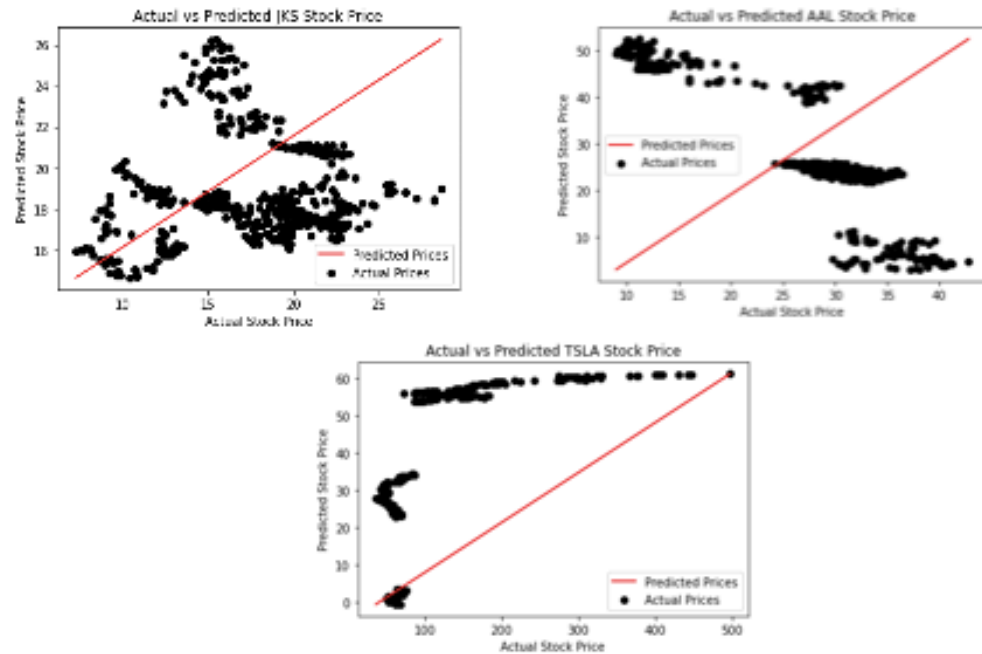 Actual vs Predicted JKS Stock Price
26
24
22
20
18
16
Predicted Stock Price
Predicted Prices
Actual Prices
10
15
20
25
Actual Stock Price
Actual vs Predicted AAL Stock Price
50
40
30
20
10
Predicted Stock Price
Predicted Prices
Actual Prices
10
15
20
25
30
35
40
Actual Stock Price
Actual vs Predicted TSLA Stock Price
60
50
40
30
20
10
0
Predicted Stock Price
Predicted Prices
Actual Prices
100
200
300
400
500
Actual Stock Price